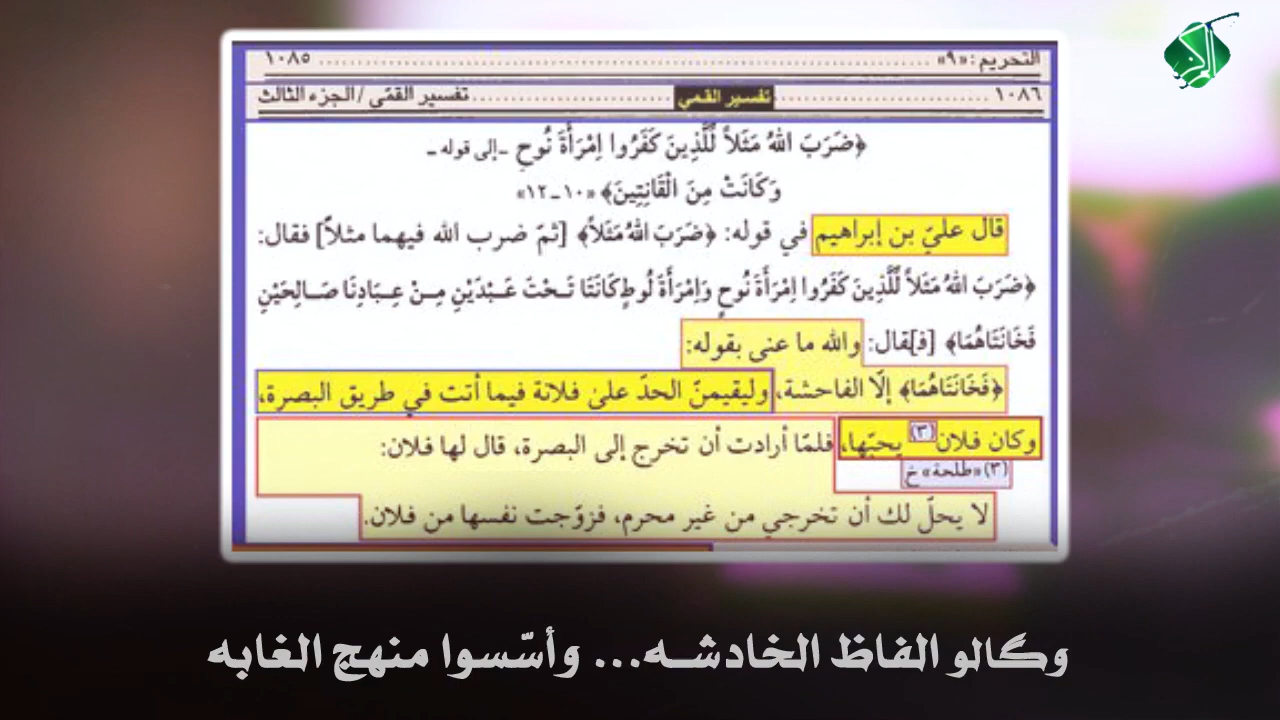 التحريم: «٩» ........ ١٠٨٥
١٠٨٦ ........ تفسير القمي ........ تفسير القمّي / الجزء الثالث
﴿ضَرَبَ اللهُ مَثَلاً لِّلَّذِينَ كَفَرُوا اِمْرَأَةَ نُوحٍ -إلى قوله-
وَكَانَتْ مِنَ الْقَانِتِينَ﴾ «١٠-١٢»
قال عليّ بن إبراهيم في قوله: ﴿ضَرَبَ اللهُ مَثَلاً﴾ [ثمّ ضرب الله فيهما مثلاً] فقال:
﴿ضَرَبَ اللهُ مَثَلاً لِّلَّذِينَ كَفَرُوا اِمْرَأَةَ نُوحٍ وَاِمْرَأَةَ لُوطٍ كَانَتَا تَحْتَ عَبْدَيْنِ مِنْ عِبَادِنَا صَالِحَيْنِ
فَخَانَتَاهُمَا﴾ [فـ]قال: والله ما عنى بقوله:
﴿فَخَانَتَاهُمَا﴾ إلّا الفاحشة، وليقيمنّ الحدّ على فلانة فيما أتت في طريق البصرة،
وكان فلان(٣) يحبّها، فلمّا أرادت أن تخرج إلى البصرة، قال لها فلان:
(٣) «طلحة» خ
لا يحلّ لك أن تخرجي من غير محرم، فزوّجت نفسها من فلان.
وگالو الفاظ الخادشه... وأسّسوا منهج الغابه